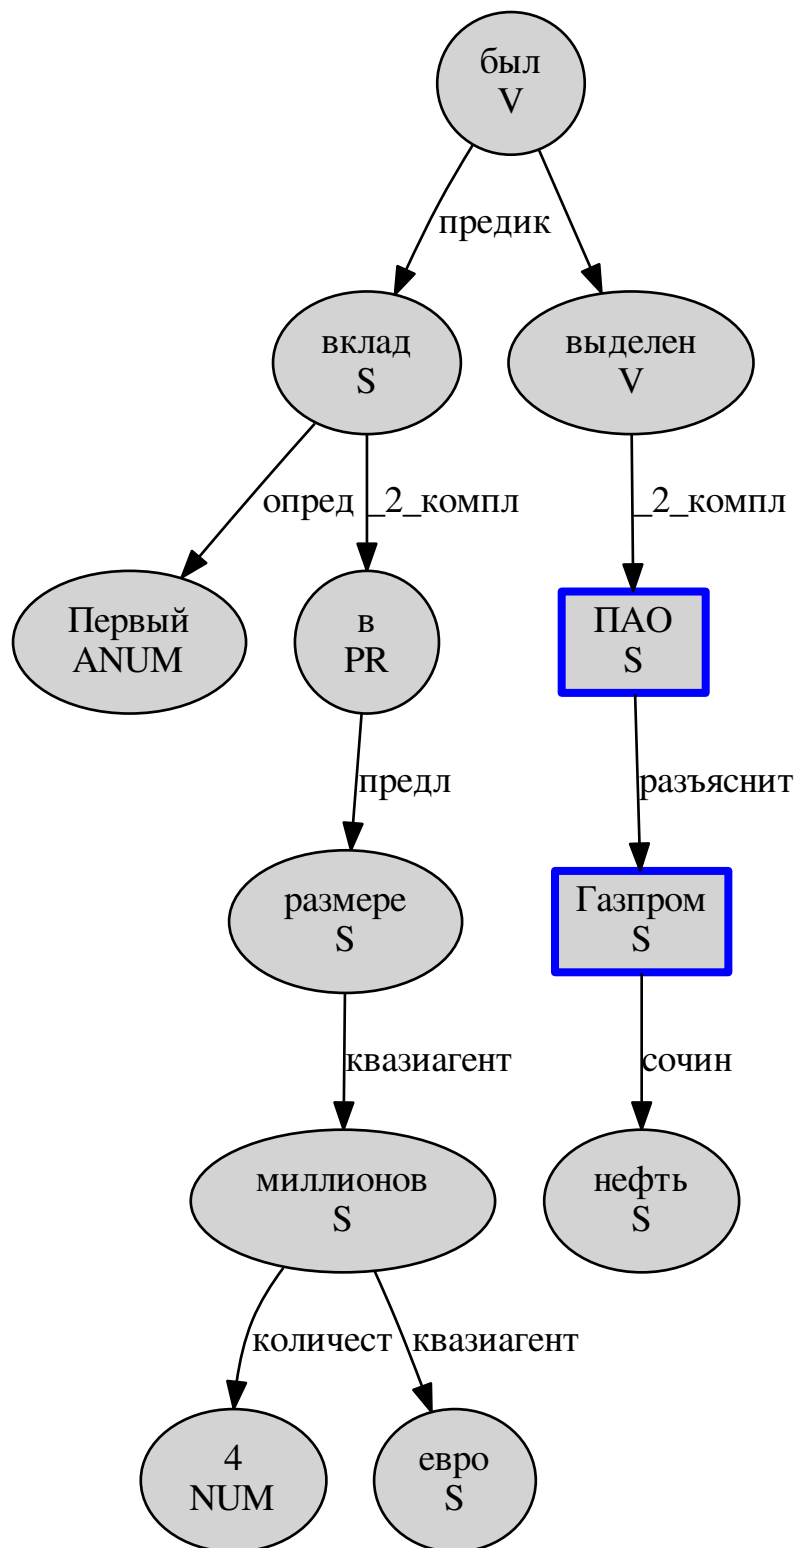 был
V
предик
вклад
S
выделен
V
опред
_2_компл
_2_компл
Первый
ANUM
в
PR
ПАО
S
предл
разъяснит
размере
S
Газпром
S
квазиагент
сочин
миллионов
S
нефть
S
количест
квазиагент
4
NUM
евро
S